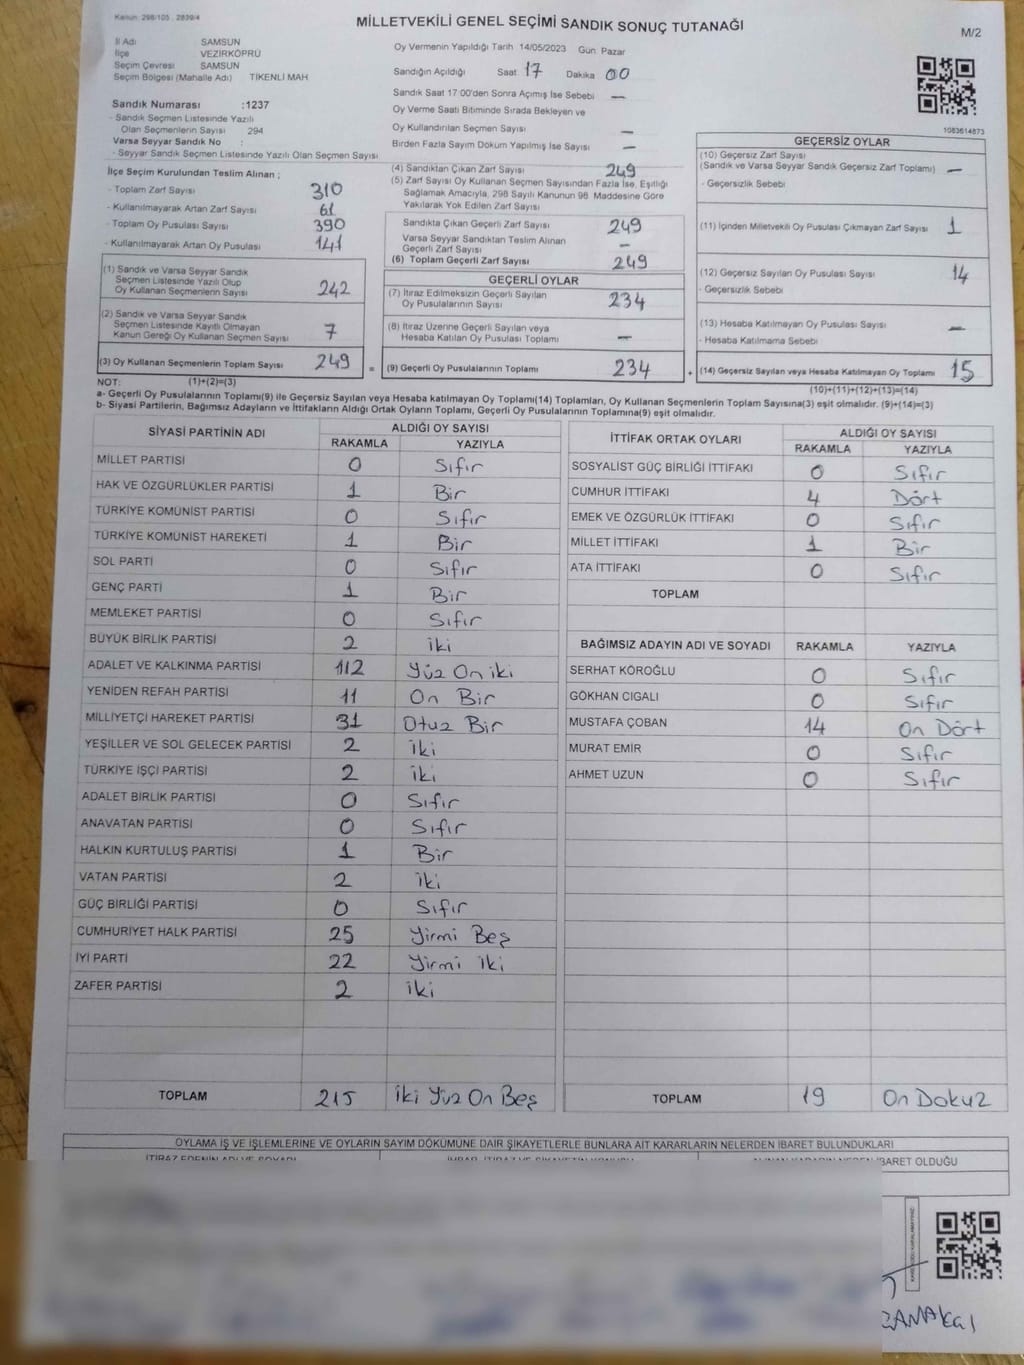 Kanun: 298/105 , 2839/4
MİLLETVEKİLİ GENEL SEÇİMİ SANDIK SONUÇ TUTANAĞI
M/2
İl Adı SAMSUN
İlçe VEZİRKÖPRÜ
Seçim Çevresi SAMSUN
Seçim Bölgesi (Mahalle Adı) TİKENLİ MAH
Oy Vermenin Yapıldığı Tarih 14/05/2023 Gün Pazar
Sandığın Açıldığı Saat 17 Dakika 00
Sandık Saat 17:00'den Sonra Açımış İse Sebebi —
Oy Verme Saati Bitiminde Sırada Bekleyen ve
Oy Kullandırılan Seçmen Sayısı —
Birden Fazla Sayım Döküm Yapılmış İse Sayısı —
Sandık Numarası :1237
- Sandık Seçmen Listesinde Yazılı
Olan Seçmenlerin Sayısı 294
Varsa Seyyar Sandık No :
- Seyyar Sandık Seçmen Listesinde Yazılı Olan Seçmen Sayısı
1083614873
İlçe Seçim Kurulundan Teslim Alınan ;
- Toplam Zarf Sayısı 310
- Kullanılmayarak Artan Zarf Sayısı 61
- Toplam Oy Pusulası Sayısı 390
- Kullanılmayarak Artan Oy Pusulası 141
(1) Sandık ve Varsa Seyyar Sandık
Seçmen Listesinde Yazılı Olup
Oy Kullanan Seçmenlerin Sayısı 242
(2) Sandık ve Varsa Seyyar Sandık
Seçmen Listesinde Kayıtlı Olmayan
Kanun Gereği Oy Kullanan Seçmen Sayısı 7
(3) Oy Kullanan Seçmenlerin Toplam Sayısı 249 =
(4) Sandıktan Çıkan Zarf Sayısı 249
(5) Zarf Sayısı Oy Kullanan Seçmen Sayısından Fazla İse, Eşitliği
Sağlamak Amacıyla, 298 Sayılı Kanunun 98. Maddesine Göre
Yakılarak Yok Edilen Zarf Sayısı
Sandıkta Çıkan Geçerli Zarf Sayısı 249
Varsa Seyyar Sandıktan Teslim Alınan
Geçerli Zarf Sayısı —
(6) Toplam Geçerli Zarf Sayısı 249
GEÇERLİ OYLAR
(7) İtiraz Edilmeksizin Geçerli Sayılan
Oy Pusulalarının Sayısı 234
(8) İtiraz Üzerine Geçerli Sayılan veya
Hesaba Katılan Oy Pusulası Toplamı —
(9) Geçerli Oy Pusulalarının Toplamı 234 +
GEÇERSİZ OYLAR
(10) Geçersiz Zarf Sayısı
(Sandık ve Varsa Seyyar Sandık Geçersiz Zarf Toplamı) —
- Geçersizlik Sebebi
(11) İçinden Milletvekili Oy Pusulası Çıkmayan Zarf Sayısı 1
(12) Geçersiz Sayılan Oy Pusulası Sayısı 14
- Geçersizlik Sebebi
(13) Hesaba Katılmayan Oy Pusulası Sayısı —
- Hesaba Katılmama Sebebi
(14) Geçersiz Sayılan veya Hesaba Katılmayan Oy Toplamı 15
NOT: (1)+(2)=(3) (10)+(11)+(12)+(13)=(14)
a- Geçerli Oy Pusulalarının Toplamı(9) ile Geçersiz Sayılan veya Hesaba katılmayan Oy Toplamı(14) Toplamları, Oy Kullanan Seçmenlerin Toplam Sayısına(3) eşit olmalıdır. (9)+(14)=(3)
b- Siyasi Partilerin, Bağımsız Adayların ve İttifakların Aldığı Ortak Oyların Toplamı, Geçerli Oy Pusulalarının Toplamına(9) eşit olmalıdır.
SİYASİ PARTİNİN ADI ALDIĞI OY SAYISI
RAKAMLA YAZIYLA
MİLLET PARTİSİ 0 Sıfır
HAK VE ÖZGÜRLÜKLER PARTİSİ 1 Bir
TÜRKİYE KOMÜNİST PARTİSİ 0 Sıfır
TÜRKİYE KOMÜNİST HAREKETİ 1 Bir
SOL PARTİ 0 Sıfır
GENÇ PARTİ 1 Bir
MEMLEKET PARTİSİ 0 Sıfır
BÜYÜK BİRLİK PARTİSİ 2 iki
ADALET VE KALKINMA PARTİSİ 112 Yüz On iki
YENİDEN REFAH PARTİSİ 11 On Bir
MİLLİYETÇİ HAREKET PARTİSİ 31 Otuz Bir
YEŞİLLER VE SOL GELECEK PARTİSİ 2 iki
TÜRKİYE İŞÇİ PARTİSİ 2 iki
ADALET BİRLİK PARTİSİ 0 Sıfır
ANAVATAN PARTİSİ 0 Sıfır
HALKIN KURTULUŞ PARTİSİ 1 Bir
VATAN PARTİSİ 2 iki
GÜÇ BİRLİĞİ PARTİSİ 0 Sıfır
CUMHURİYET HALK PARTİSİ 25 Yirmi Beş
İYİ PARTİ 22 Yirmi iki
ZAFER PARTİSİ 2 iki
TOPLAM 215 iki Yüz On Beş
İTTİFAK ORTAK OYLARI ALDIĞI OY SAYISI
RAKAMLA YAZIYLA
SOSYALİST GÜÇ BİRLİĞİ İTTİFAKI 0 Sıfır
CUMHUR İTTİFAKI 4 Dört
EMEK VE ÖZGÜRLÜK İTTİFAKI 0 Sıfır
MİLLET İTTİFAKI 1 Bir
ATA İTTİFAKI 0 Sıfır
TOPLAM
BAĞIMSIZ ADAYIN ADI VE SOYADI RAKAMLA YAZIYLA
SERHAT KÖROĞLU 0 Sıfır
GÖKHAN CIGALI 0 Sıfır
MUSTAFA ÇOBAN 14 On Dört
MURAT EMİR 0 Sıfır
AHMET UZUN 0 Sıfır
TOPLAM 19 On Dokuz
OYLAMA İŞ VE İŞLEMLERİNE VE OYLARIN SAYIM DÖKÜMÜNE DAİR ŞİKAYETLERLE BUNLARA AİT KARARLARIN NELERDEN İBARET BULUNDUKLARI
İTİRAZ EDENİN ADI VE SOYADI
İBARET OLDUĞU